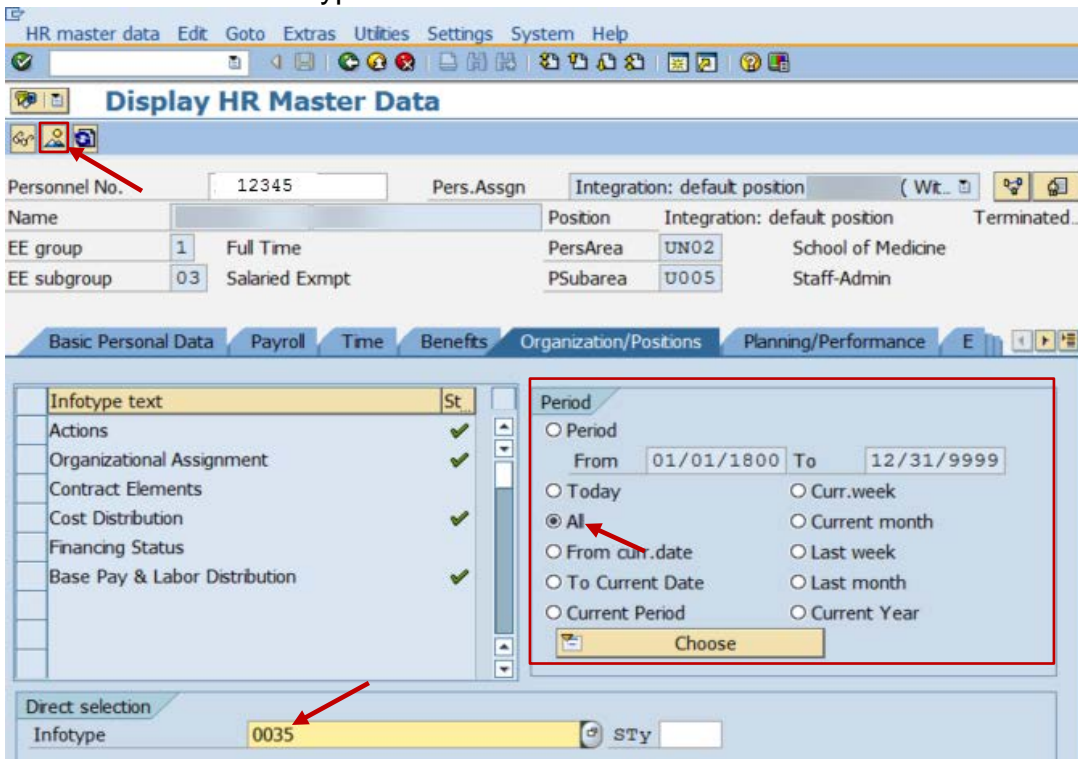 HR master data Edit Goto Extras Utilities Settings System Help
Display HR Master Data
Personnel No. 12345 Pers.Assgn Integration: default position ( Wit...
Name Position Integration: default position Terminated..
EE group 1 Full Time PersArea UN02 School of Medicine
EE subgroup 03 Salaried Exmpt PSubarea U005 Staff-Admin
Basic Personal Data Payroll Time Benefits Organization/Positions Planning/Performance E
Infotype text St...
Actions
Organizational Assignment
Contract Elements
Cost Distribution
Financing Status
Base Pay & Labor Distribution
Period
Period
From 01/01/1800 To 12/31/9999
Today Curr.week
All Current month
From curr.date Last week
To Current Date Last month
Current Period Current Year
Choose
Direct selection
Infotype 0035 STy